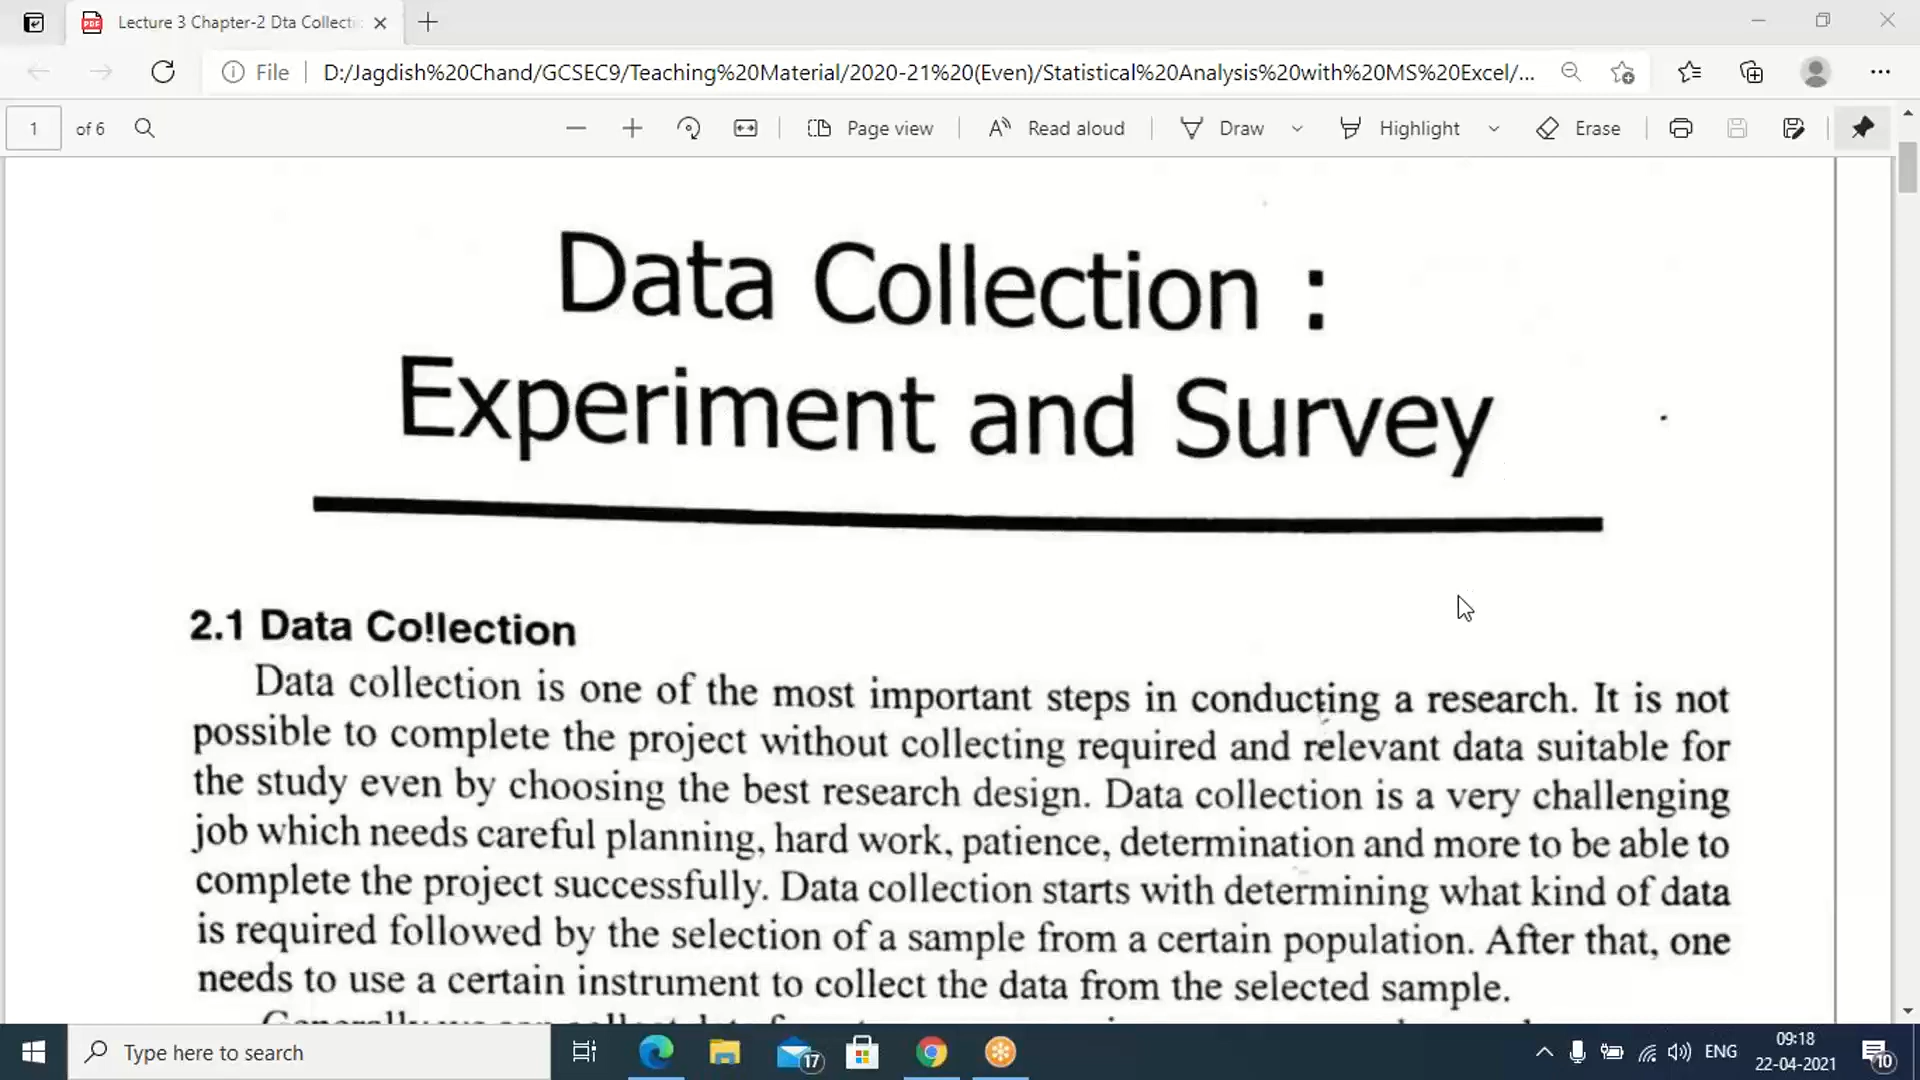 Lecture 3 Chapter-2 Dta Collecti
File
D:/Jagdish%20Chand/GCSEC9/Teaching%20Material/2020-21%20(Even)/Statistical%20Analysis%20with%20MS%20Excel/...
1 of 6 Page view Read aloud Draw Highlight Erase
Data Collection :
Experiment and Survey
2.1 Data Collection
Data collection is one of the most important steps in conducting a research. It is not
possible to complete the project without collecting required and relevant data suitable for
the study even by choosing the best research design. Data collection is a very challenging
job which needs careful planning, hard work, patience, determination and more to be able to
complete the project successfully. Data collection starts with determining what kind of data
is required followed by the selection of a sample from a certain population. After that, one
needs to use a certain instrument to collect the data from the selected sample.
Type here to search
17
ENG
09:18
22-04-2021
10